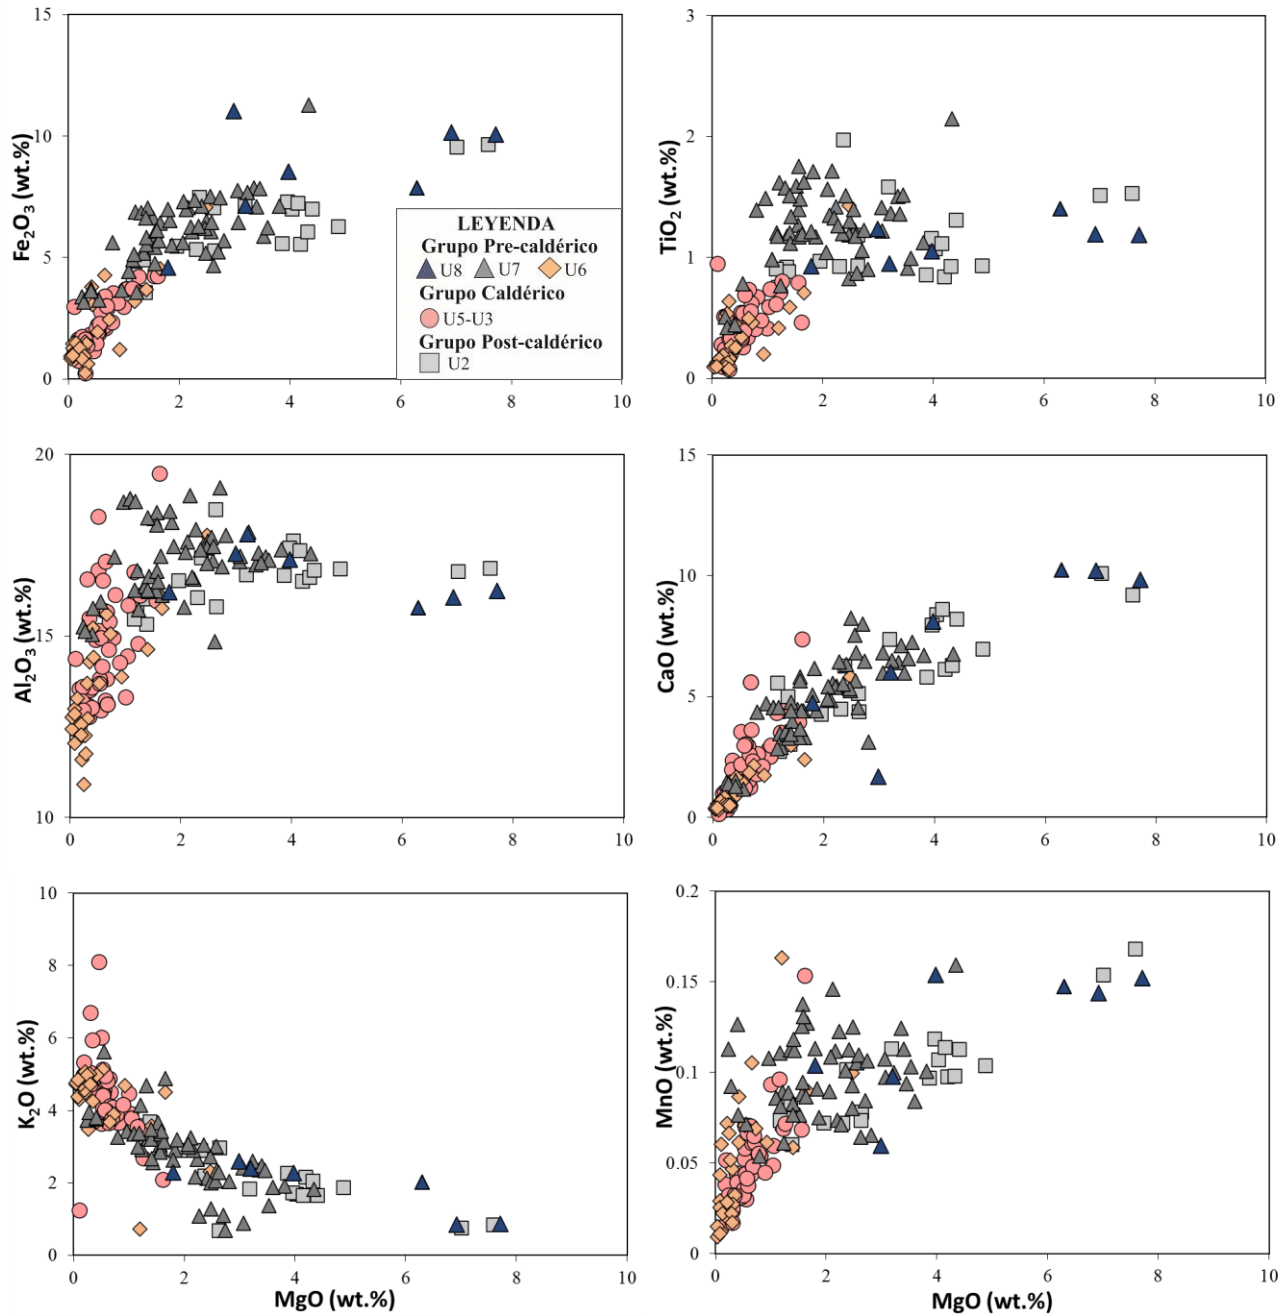 15
10
5
0
Fe₂O₃ (wt.%)
0 2 4 6 8 10
LEYENDA
Grupo Pre-caldérico
U8 U7 U6
Grupo Caldérico
U5-U3
Grupo Post-caldérico
U2
3
2
1
0
TiO₂ (wt.%)
0 2 4 6 8 10
20
15
10
Al₂O₃ (wt.%)
0 2 4 6 8 10
15
10
5
0
CaO (wt.%)
0 2 4 6 8 10
10
8
6
4
2
0
K₂O (wt.%)
0 2 4 6 8 10
MgO (wt.%)
0.2
0.15
0.1
0.05
0
MnO (wt.%)
0 2 4 6 8 10
MgO (wt.%)